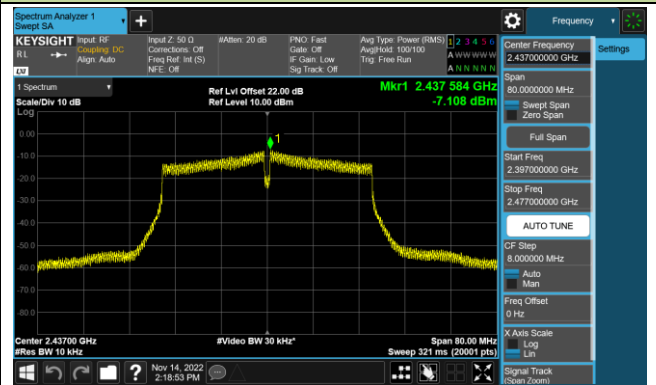 Spectrum Analyzer 1
Swept SA
Frequency
KEYSIGHT
Input: RF
Input Z: 50 Ω
#Atten: 20 dB
PNO: Fast
Avg Type: Power (RMS)
1 2 3 4 5 6
RL
Coupling: DC
Corrections: Off
Gate: Off
Avg|Hold: 100/100
A W W W W W
Align: Auto
Freq Ref: Int (S)
IF Gain: Low
Trig: Free Run
LXI
NFE: Off
Sig Track: Off
A N N N N N
1 Spectrum
Ref Lvl Offset 22.00 dB
Mkr1 2.437 584 GHz
Scale/Div 10 dB
Ref Level 10.00 dBm
-7.108 dBm
Log
1
0.00
-10.0
-20.0
-30.0
-40.0
-50.0
-60.0
-70.0
-80.0
Center 2.43700 GHz
#Video BW 30 kHz*
Span 80.00 MHz
#Res BW 10 kHz
Sweep 321 ms (20001 pts)
Nov 14, 2022
2:18:53 PM
Center Frequency
Settings
2.437000000 GHz
Span
80.0000000 MHz
Swept Span
Zero Span
Full Span
Start Freq
2.397000000 GHz
Stop Freq
2.477000000 GHz
AUTO TUNE
CF Step
8.000000 MHz
Auto
Man
Freq Offset
0 Hz
X Axis Scale
Log
Lin
Signal Track
(Span Zoom)